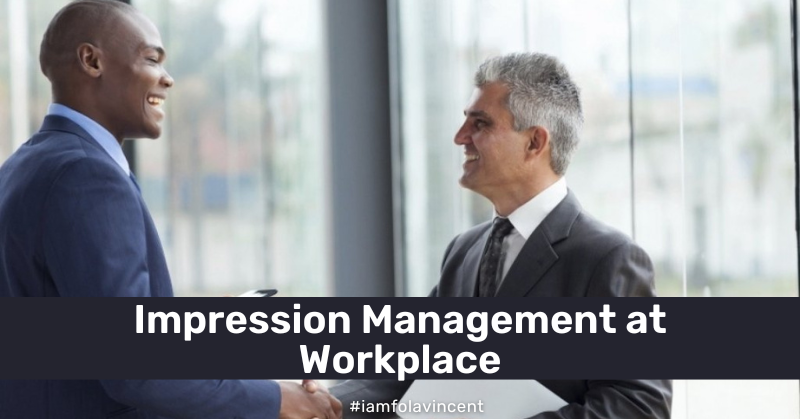 Impression Management at
Workplace
#iamfolavincent